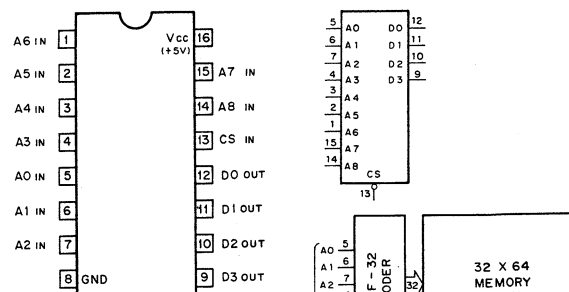 A6 IN 1
A5 IN 2
A4 IN 3
A3 IN 4
A0 IN 5
A1 IN 6
A2 IN 7
8 GND
Vcc 16
(+5V)
15 A7 IN
14 A8 IN
13 CS IN
12 D0 OUT
11 D1 OUT
10 D2 OUT
9 D3 OUT
5 A0 D0 12
6 A1 D1 11
7 A2 D2 10
4 A3 D3 9
3 A4
2 A5
1 A6
15 A7
14 A8
CS
13
A0 5
A1 6
A2 7
F-32
ODER
32
32 X 64
MEMORY